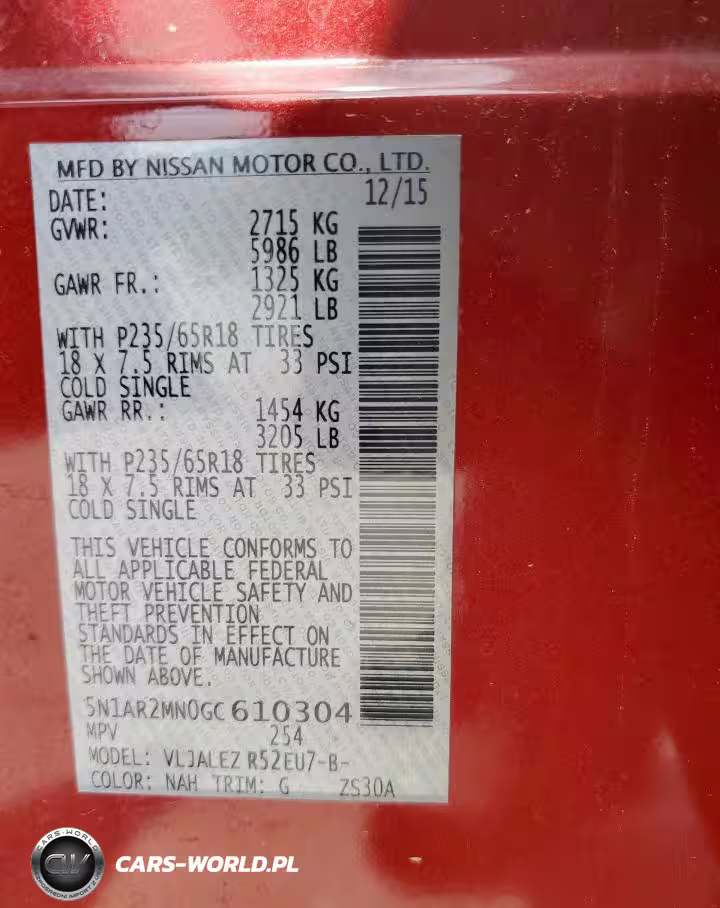 MFD BY NISSAN MOTOR CO., LTD.
DATE: 12/15
GVWR: 2715 KG
5986 LB
GAWR FR.: 1325 KG
2921 LB
WITH P235/65R18 TIRES
18 X 7.5 RIMS AT 33 PSI
COLD SINGLE
GAWR RR.: 1454 KG
3205 LB
WITH P235/65R18 TIRES
18 X 7.5 RIMS AT 33 PSI
COLD SINGLE
THIS VEHICLE CONFORMS TO
ALL APPLICABLE FEDERAL
MOTOR VEHICLE SAFETY AND
THEFT PREVENTION
STANDARDS IN EFFECT ON
THE DATE OF MANUFACTURE
SHOWN ABOVE.
5N1AR2MN0GC610304
MPV 254
MODEL: VLJALEZ R52EU7-B-
COLOR: NAH TRIM: G ZS30A
CARS-WORLD
CW
CARS-WORLD.PL